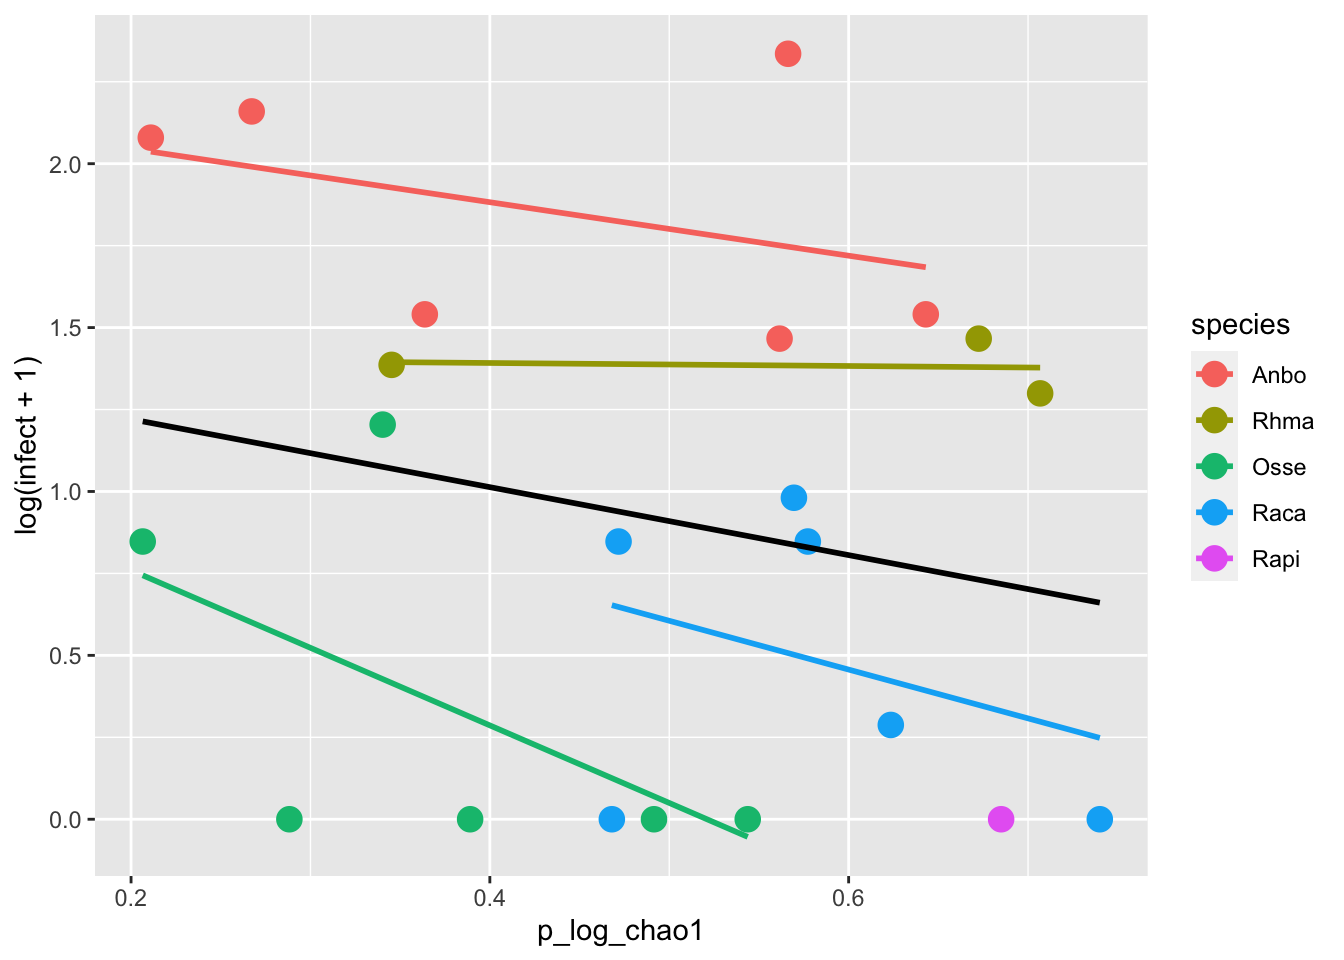 log(infect + 1)
2.0
1.5
1.0
0.5
0.0
0.2
0.4
0.6
p_log_chao1
species
Anbo
Rhma
Osse
Raca
Rapi